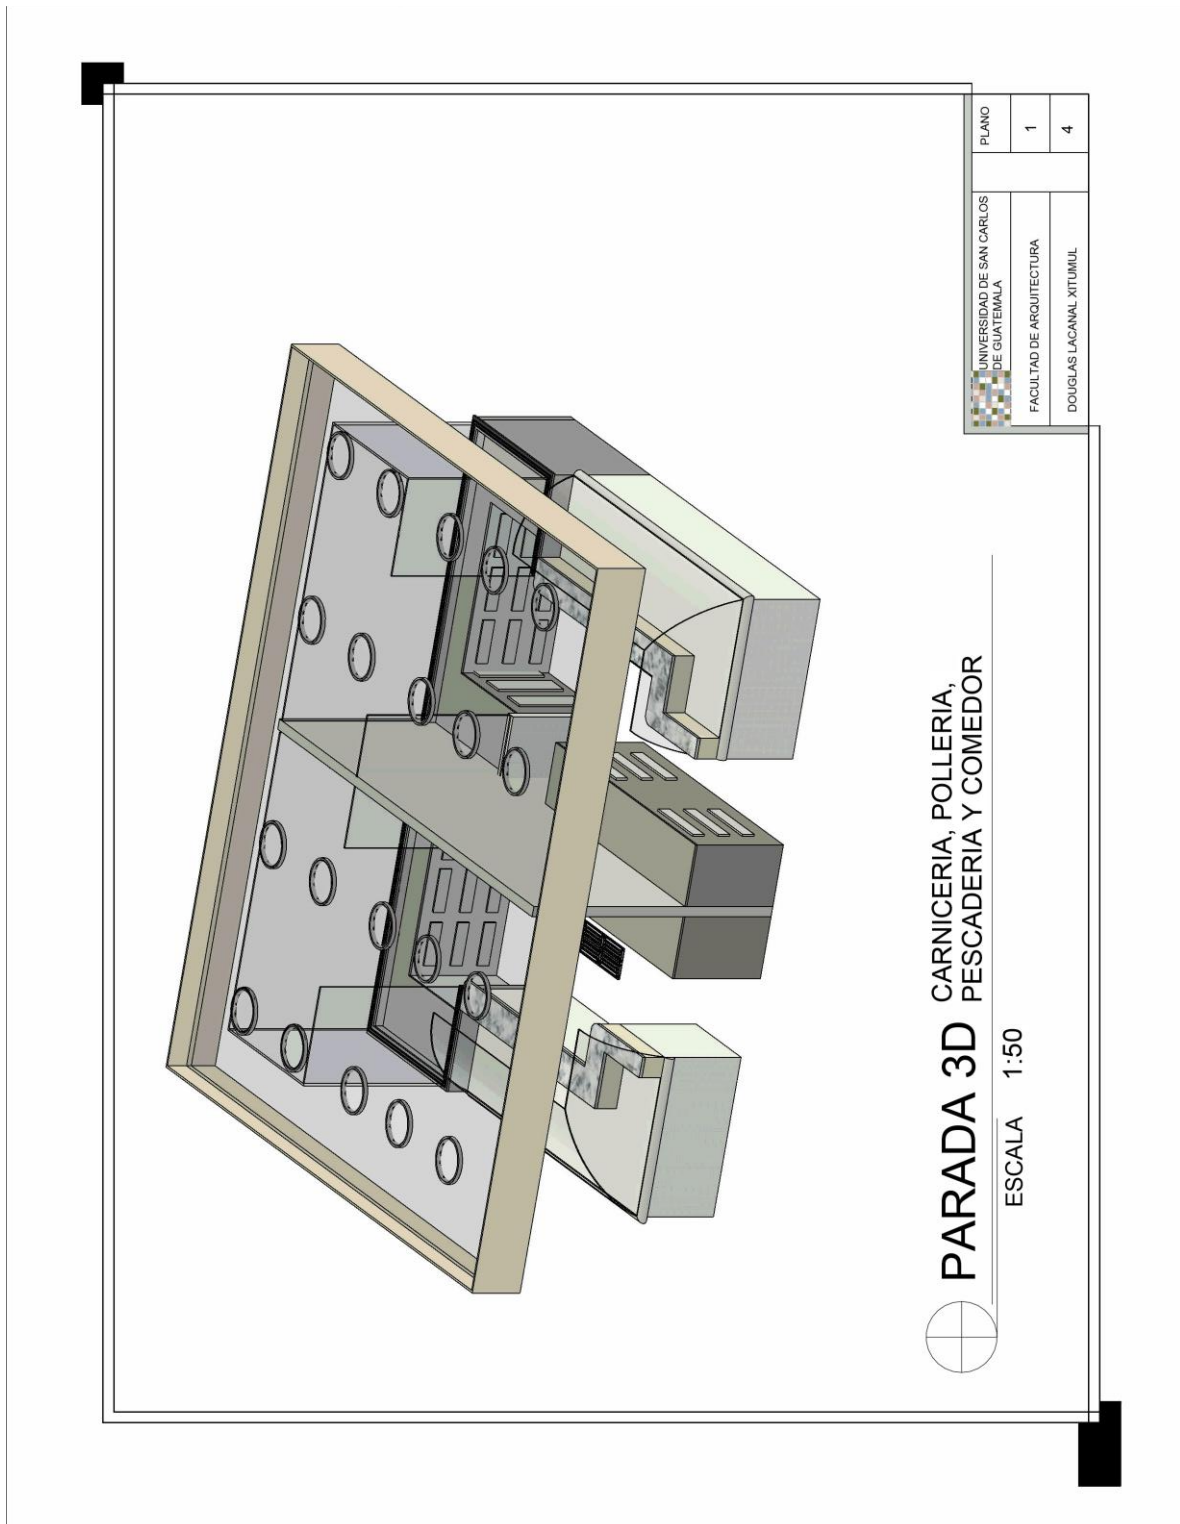 PARADA 3D
CARNICERIA, POLLERIA,
PESCADERIA Y COMEDOR
ESCALA 1:50
UNIVERSIDAD DE SAN CARLOS
DE GUATEMALA
FACULTAD DE ARQUITECTURA
DOUGLAS LACANAL XITUMUL
PLANO
1
4